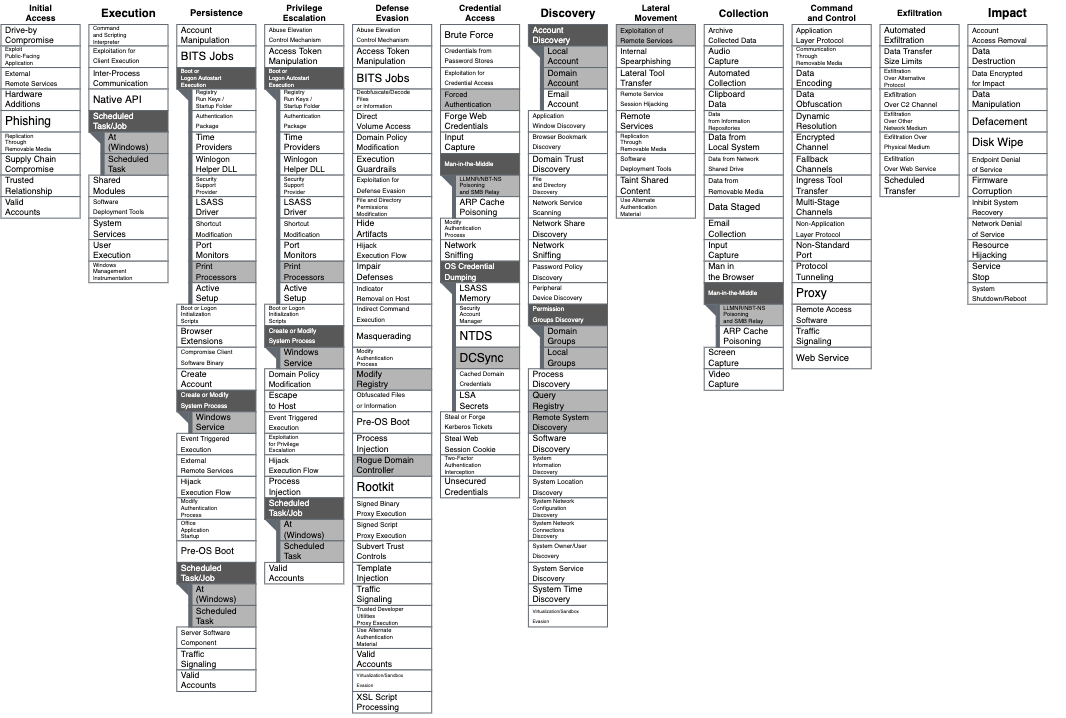 Initial
Access
Drive-by
Compromise
Exploit
Public-Facing
Application
External
Remote Services
Hardware
Additions
Phishing
Replication
Through
Removable Media
Supply Chain
Compromise
Trusted
Relationship
Valid
Accounts
Execution
Command
and Scripting
Interpreter
Exploitation for
Client Execution
Inter-Process
Communication
Native API
Scheduled
Task/Job
At
(Windows)
Scheduled
Task
Shared
Modules
Software
Deployment Tools
System
Services
User
Execution
Windows
Management
Instrumentation
Persistence
Account
Manipulation
BITS Jobs
Boot or
Logon Autostart
Execution
Registry
Run Keys /
Startup Folder
Authentication
Package
Time
Providers
Winlogon
Helper DLL
Security
Support
Provider
LSASS
Driver
Shortcut
Modification
Port
Monitors
Print
Processors
Active
Setup
Boot or Logon
Initialization
Scripts
Browser
Extensions
Compromise Client
Software Binary
Create
Account
Create or Modify
System Process
Windows
Service
Event Triggered
Execution
External
Remote Services
Hijack
Execution Flow
Modify
Authentication
Process
Office
Application
Startup
Pre-OS Boot
Scheduled
Task/Job
At
(Windows)
Scheduled
Task
Server Software
Component
Traffic
Signaling
Valid
Accounts
Privilege
Escalation
Abuse Elevation
Control Mechanism
Access Token
Manipulation
Boot or
Logon Autostart
Execution
Registry
Run Keys /
Startup Folder
Authentication
Package
Time
Providers
Winlogon
Helper DLL
Security
Support
Provider
LSASS
Driver
Shortcut
Modification
Port
Monitors
Print
Processors
Active
Setup
Boot or Logon
Initialization
Scripts
Create or Modify
System Process
Windows
Service
Domain Policy
Modification
Escape
to Host
Event Triggered
Execution
Exploitation
for Privilege
Escalation
Hijack
Execution Flow
Process
Injection
Scheduled
Task/Job
At
(Windows)
Scheduled
Task
Valid
Accounts
Defense
Evasion
Abuse Elevation
Control Mechanism
Access Token
Manipulation
BITS Jobs
Deobfuscate/Decode
Files
or Information
Direct
Volume Access
Domain Policy
Modification
Execution
Guardrails
Exploitation for
Defense Evasion
File and Directory
Permissions
Modification
Hide
Artifacts
Hijack
Execution Flow
Impair
Defenses
Indicator
Removal on Host
Indirect Command
Execution
Masquerading
Modify
Authentication
Process
Modify
Registry
Obfuscated Files
or Information
Pre-OS Boot
Process
Injection
Rogue Domain
Controller
Rootkit
Signed Binary
Proxy Execution
Signed Script
Proxy Execution
Subvert Trust
Controls
Template
Injection
Traffic
Signaling
Trusted Developer
Utilities
Proxy Execution
Use Alternate
Authentication
Material
Valid
Accounts
Virtualization/Sandbox
Evasion
XSL Script
Processing
Credential
Access
Brute Force
Credentials from
Password Stores
Exploitation for
Credential Access
Forced
Authentication
Forge Web
Credentials
Input
Capture
Man-in-the-Middle
LLMNR/NBT-NS
Poisoning
and SMB Relay
ARP Cache
Poisoning
Modify
Authentication
Process
Network
Sniffing
OS Credential
Dumping
LSASS
Memory
Security
Account
Manager
NTDS
DCSync
Cached Domain
Credentials
LSA
Secrets
Steal or Forge
Kerberos Tickets
Steal Web
Session Cookie
Two-Factor
Authentication
Interception
Unsecured
Credentials
Discovery
Account
Discovery
Local
Account
Domain
Account
Email
Account
Application
Window Discovery
Browser Bookmark
Discovery
Domain Trust
Discovery
File
and Directory
Discovery
Network Service
Scanning
Network Share
Discovery
Network
Sniffing
Password Policy
Discovery
Peripheral
Device Discovery
Permission
Groups Discovery
Domain
Groups
Local
Groups
Process
Discovery
Query
Registry
Remote System
Discovery
Software
Discovery
System
Information
Discovery
System Location
Discovery
System Network
Configuration
Discovery
System Network
Connections
Discovery
System Owner/User
Discovery
System Service
Discovery
System Time
Discovery
Virtualization/Sandbox
Evasion
Lateral
Movement
Exploitation of
Remote Services
Internal
Spearphishing
Lateral Tool
Transfer
Remote Service
Session Hijacking
Remote
Services
Replication
Through
Removable Media
Software
Deployment Tools
Taint Shared
Content
Use Alternate
Authentication
Material
Collection
Archive
Collected Data
Audio
Capture
Automated
Collection
Clipboard
Data
Data
from Information
Repositories
Data from
Local System
Data from Network
Shared Drive
Data from
Removable Media
Data Staged
Email
Collection
Input
Capture
Man in
the Browser
Man-in-the-Middle
LLMNR/NBT-NS
Poisoning
and SMB Relay
ARP Cache
Poisoning
Screen
Capture
Video
Capture
Command
and Control
Application
Layer Protocol
Communication
Through
Removable Media
Data
Encoding
Data
Obfuscation
Dynamic
Resolution
Encrypted
Channel
Fallback
Channels
Ingress Tool
Transfer
Multi-Stage
Channels
Non-Application
Layer Protocol
Non-Standard
Port
Protocol
Tunneling
Proxy
Remote Access
Software
Traffic
Signaling
Web Service
Exfiltration
Automated
Exfiltration
Data Transfer
Size Limits
Exfiltration
Over Alternative
Protocol
Exfiltration
Over C2 Channel
Exfiltration
Over Other
Network Medium
Exfiltration Over
Physical Medium
Exfiltration
Over Web Service
Scheduled
Transfer
Impact
Account
Access Removal
Data
Destruction
Data Encrypted
for Impact
Data
Manipulation
Defacement
Disk Wipe
Endpoint Denial
of Service
Firmware
Corruption
Inhibit System
Recovery
Network Denial
of Service
Resource
Hijacking
Service
Stop
System
Shutdown/Reboot